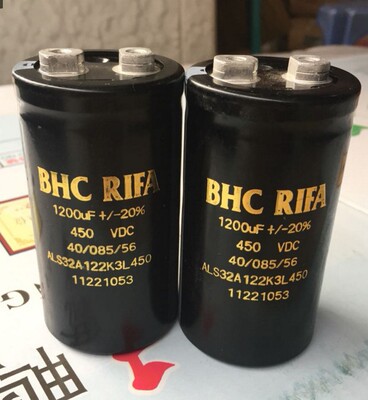 BHC RIFA
1200uF +/-20%
450 VDC
40/085/56
ALS32A122K3L450
11221053
BHC RIFA
1200uF +/-20%
450 VDC
40/085/56
ALS32A122K3L450
11221053